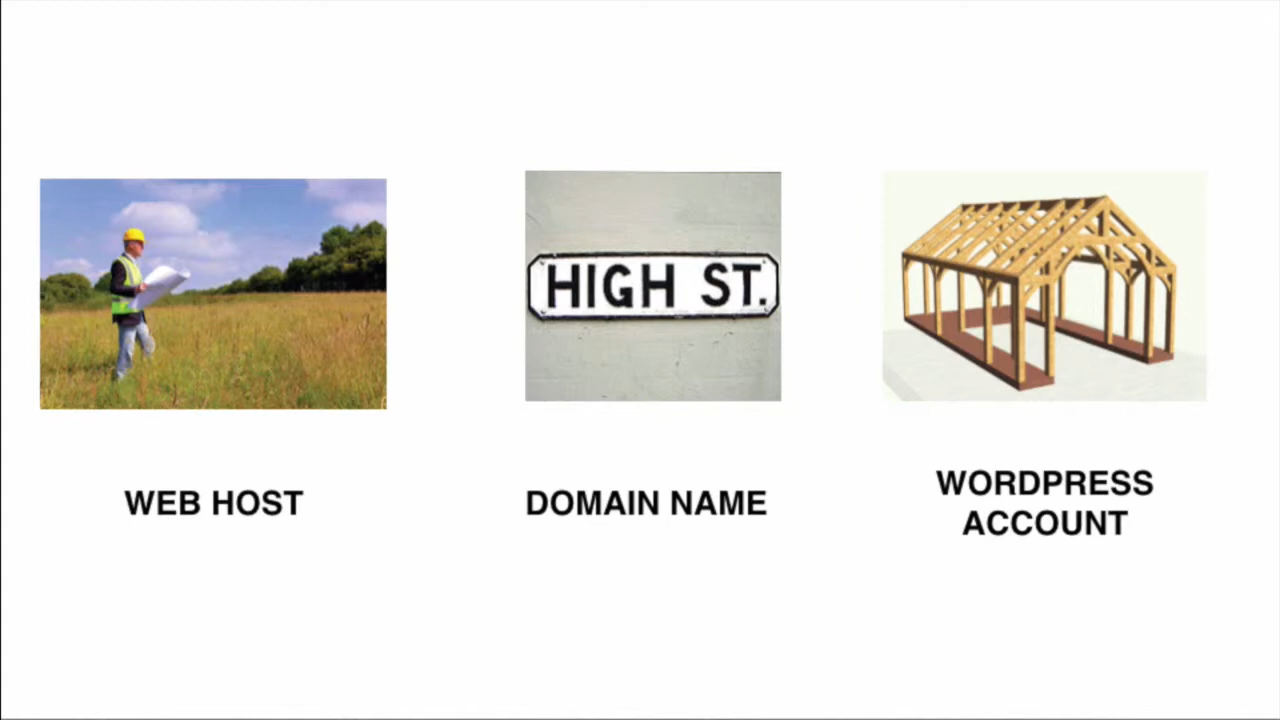 HIGH ST.
WEB HOST
DOMAIN NAME
WORDPRESS
ACCOUNT